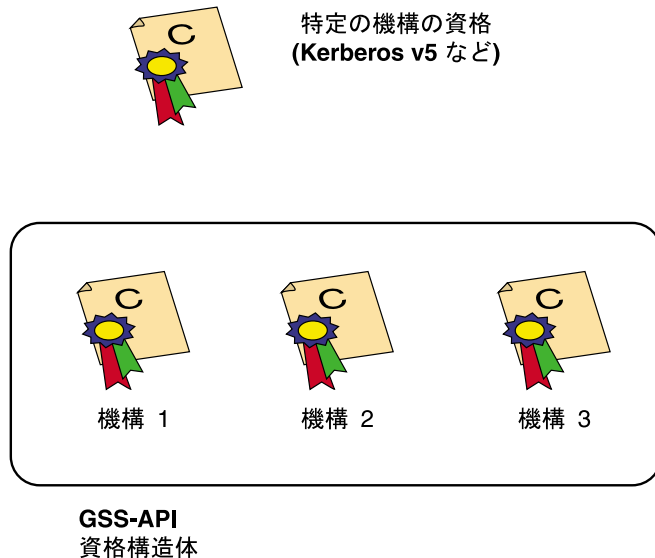 C
特定の機構の資格
(Kerberos v5 など)
C
C
C
機構 1
機構 2
機構 3
GSS-API
資格構造体